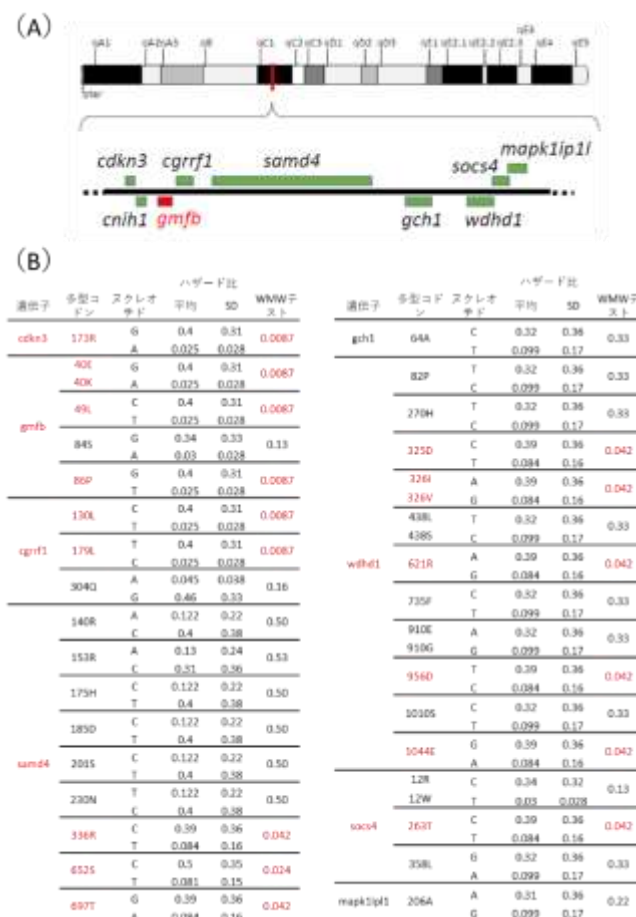 (A)
qA1 qA2 qA3 qB qC1 qC2 qC3 qD1 qD2 qD3 qE1 qE2.1 qE2.2 qE2.3 qE3 qE4 qE5
cdkn3 cgrrf1 samd4 socs4 mapk1ip1l
cnih1 gmfb gch1 wdhd1
(B)
ハザード比
遺伝子 多型コドン ヌクレオチド 平均 SD WMWテスト
cdkn3 173R G 0.4 0.31 0.0087
A 0.025 0.028
gmfb 40E G 0.4 0.31 0.0087
40K A 0.025 0.028
49L C 0.4 0.31 0.0087
T 0.025 0.028
84S G 0.34 0.33 0.13
A 0.03 0.028
86P G 0.4 0.31 0.0087
T 0.025 0.028
cgrrf1 130L C 0.4 0.31 0.0087
T 0.025 0.028
179L T 0.4 0.31 0.0087
C 0.025 0.028
304Q A 0.045 0.038 0.16
G 0.46 0.33
samd4 140R A 0.122 0.22 0.50
C 0.4 0.38
153R A 0.13 0.24 0.53
C 0.31 0.36
175H C 0.122 0.22 0.50
T 0.4 0.38
185D C 0.122 0.22 0.50
T 0.4 0.38
201S C 0.122 0.22 0.50
T 0.4 0.38
230N T 0.122 0.22 0.50
C 0.4 0.38
336R C 0.39 0.36 0.042
T 0.084 0.16
652S C 0.5 0.35 0.024
T 0.081 0.15
697T G 0.39 0.36 0.042
A 0.084 0.16
ハザード比
遺伝子 多型コドン ヌクレオチド 平均 SD WMWテスト
gch1 64A C 0.32 0.36 0.33
T 0.099 0.17
wdhd1 82P T 0.32 0.36 0.33
C 0.099 0.17
270H T 0.32 0.36 0.33
C 0.099 0.17
325D C 0.39 0.36 0.042
T 0.084 0.16
326I A 0.39 0.36 0.042
326V G 0.084 0.16
438L T 0.32 0.36 0.33
438S C 0.099 0.17
621R A 0.39 0.36 0.042
G 0.084 0.16
735F C 0.32 0.36 0.33
T 0.099 0.17
910E A 0.32 0.36 0.33
910G G 0.099 0.17
956D T 0.39 0.36 0.042
C 0.084 0.16
1010S C 0.32 0.36 0.33
T 0.099 0.17
1044E G 0.39 0.36 0.042
A 0.084 0.16
socs4 12R C 0.34 0.32 0.13
12W T 0.03 0.028
263T C 0.39 0.36 0.042
T 0.084 0.16
358L G 0.32 0.36 0.33
A 0.099 0.17
mapk1ipl1 206A A 0.31 0.36 0.22
G 0.099 0.17